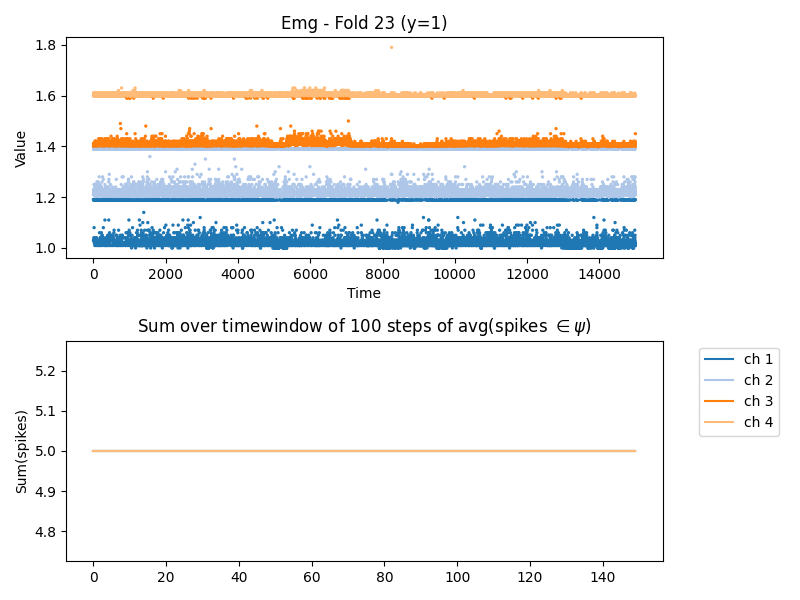 Emg - Fold 23 (y=1)
1.8
1.6
1.4
1.2
1.0
Value
0 2000 4000 6000 8000 10000 12000 14000
Time
Sum over timewindow of 100 steps of avg(spikes ∈ ψ)
5.2
5.1
5.0
4.9
4.8
Sum(spikes)
0 20 40 60 80 100 120 140
ch 1
ch 2
ch 3
ch 4